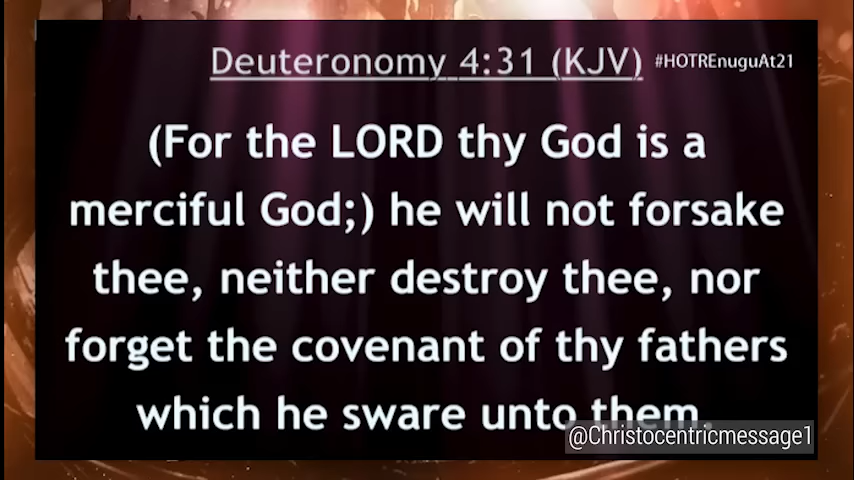 Deuteronomy 4:31 (KJV) #HOTREnuguAt21
(For the LORD thy God is a
merciful God;) he will not forsake
thee, neither destroy thee, nor
forget the covenant of thy fathers
which he sware unto them.
@Christocentricmessage1